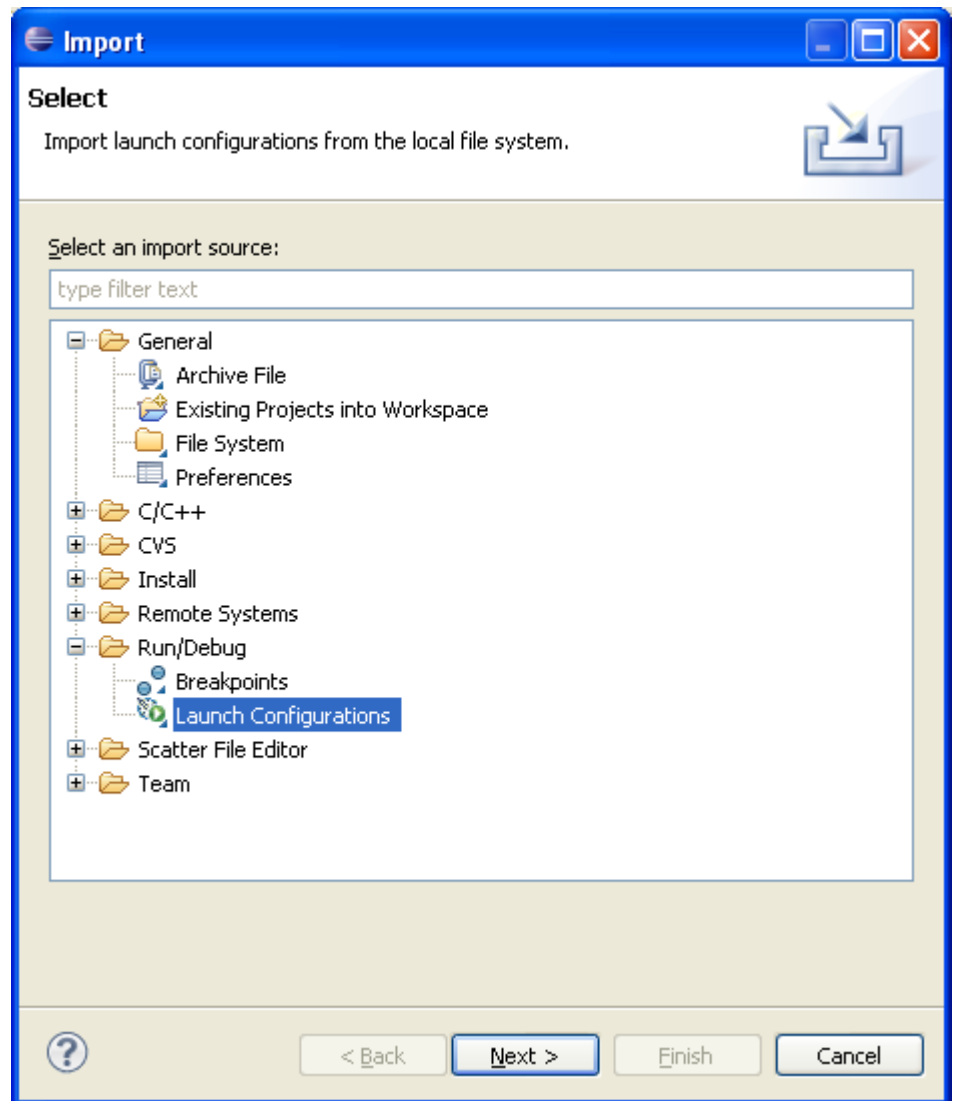 Import
Select
Import launch configurations from the local file system.
Select an import source:
type filter text
General
Archive File
Existing Projects into Workspace
File System
Preferences
C/C++
CVS
Install
Remote Systems
Run/Debug
Breakpoints
Launch Configurations
Scatter File Editor
Team
? < Back Next > Finish Cancel